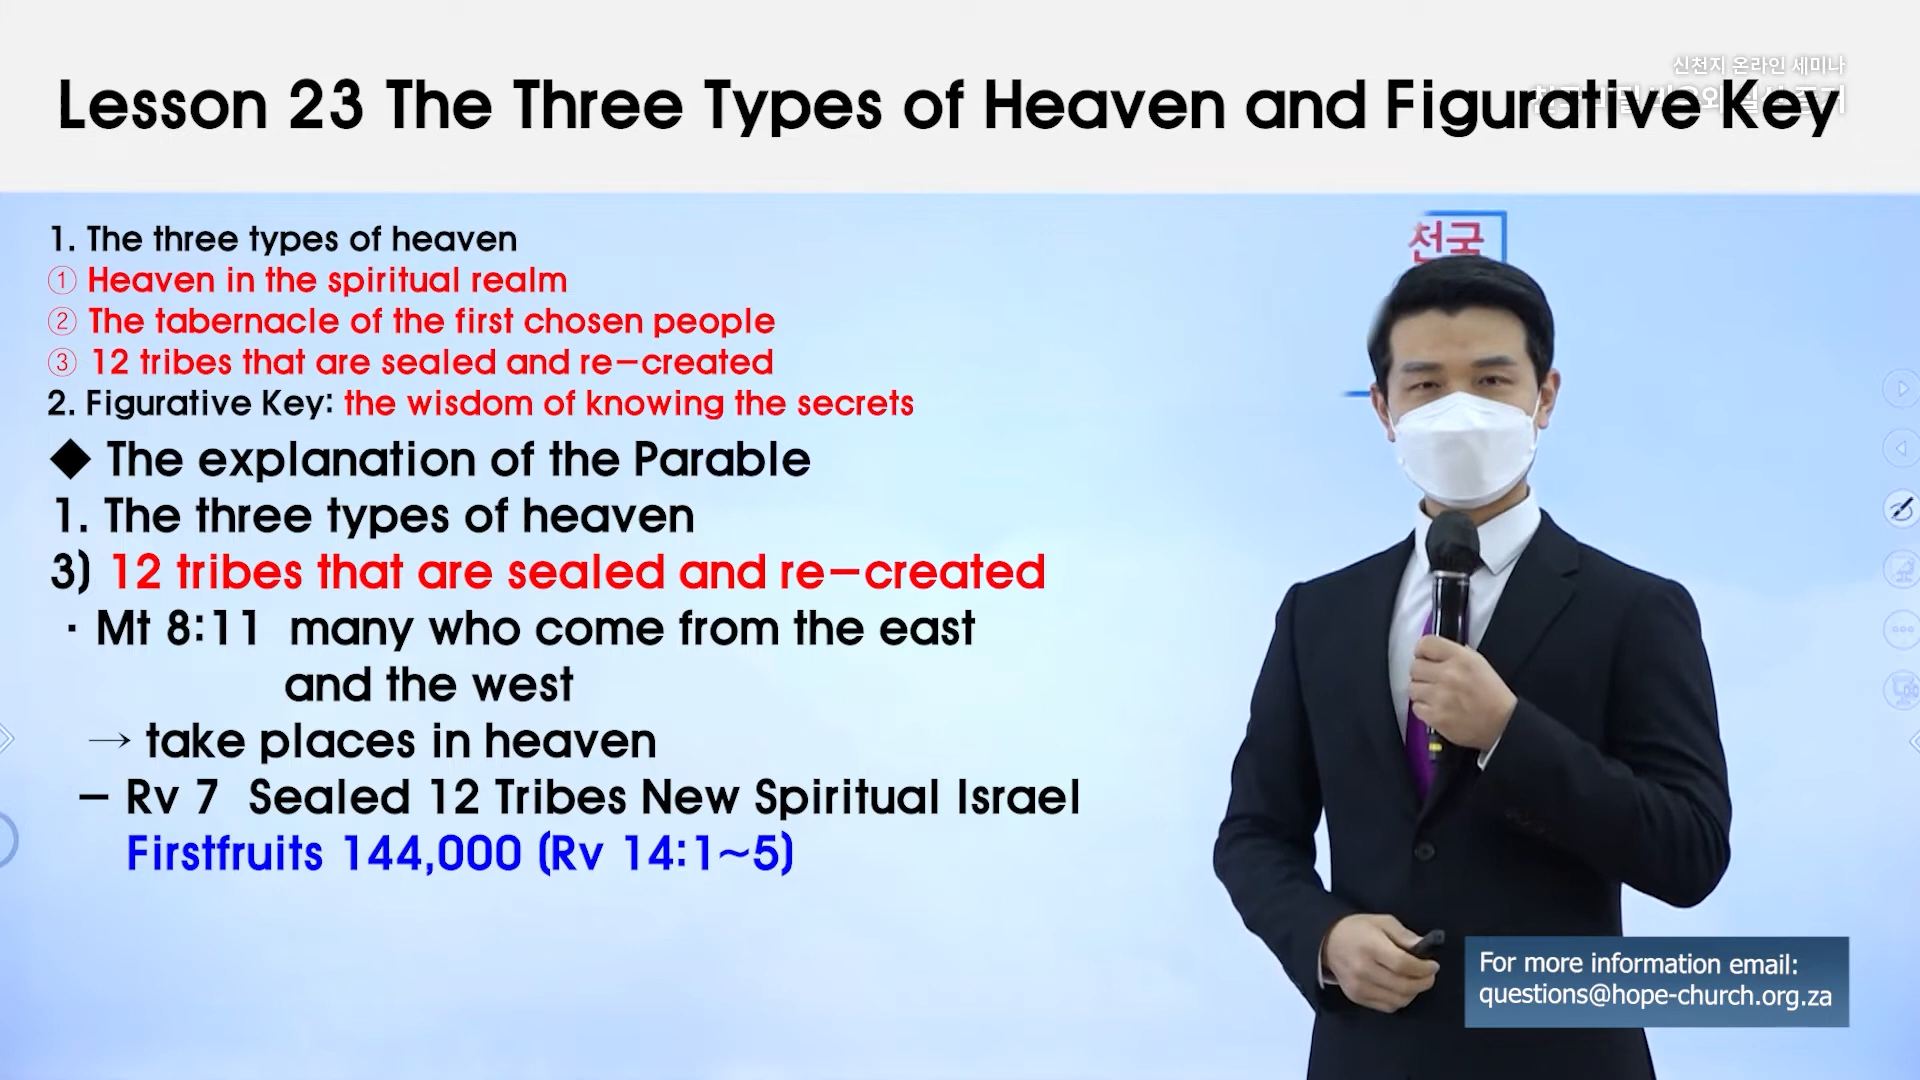 신천지 온라인 세미나
Lesson 23 The Three Types of Heaven and Figurative Key
천국
1. The three types of heaven
① Heaven in the spiritual realm
② The tabernacle of the first chosen people
③ 12 tribes that are sealed and re-created
2. Figurative Key: the wisdom of knowing the secrets
◆ The explanation of the Parable
1. The three types of heaven
3) 12 tribes that are sealed and re-created
· Mt 8:11 many who come from the east
and the west
→ take places in heaven
- Rv 7 Sealed 12 Tribes New Spiritual Israel
Firstfruits 144,000 (Rv 14:1~5)
For more information email:
questions@hope-church.org.za